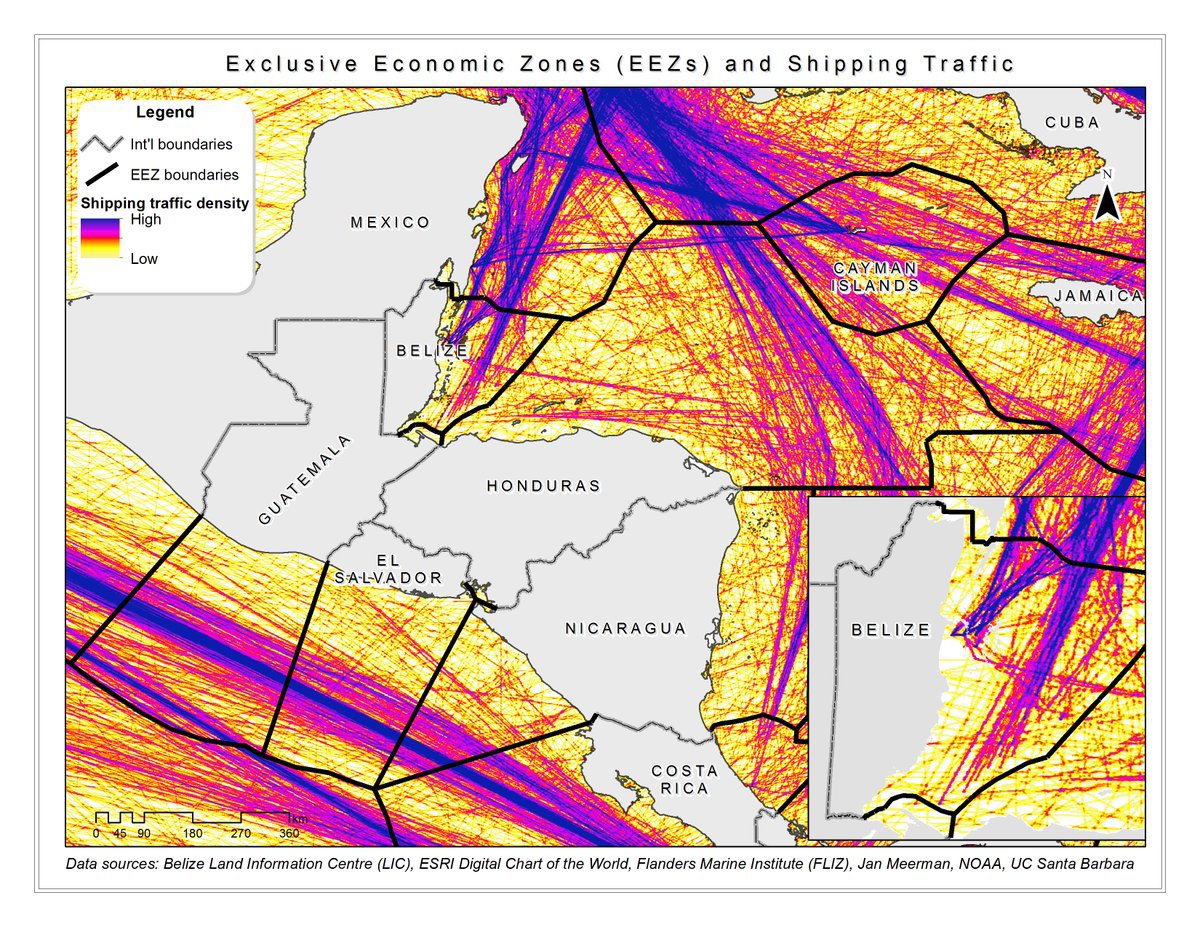 Exclusive Economic Zones (EEZs) and Shipping Traffic
Legend
Int'l boundaries
EEZ boundaries
Shipping traffic density
High
Low
CUBA
N
MEXICO
CAYMAN
ISLANDS
JAMAICA
BELIZE
GUATEMALA
HONDURAS
EL
SALVADOR
NICARAGUA
BELIZE
COSTA
RICA
km
0 45 90 180 270 360
Data sources: Belize Land Information Centre (LIC), ESRI Digital Chart of the World, Flanders Marine Institute (FLIZ), Jan Meerman, NOAA, UC Santa Barbara